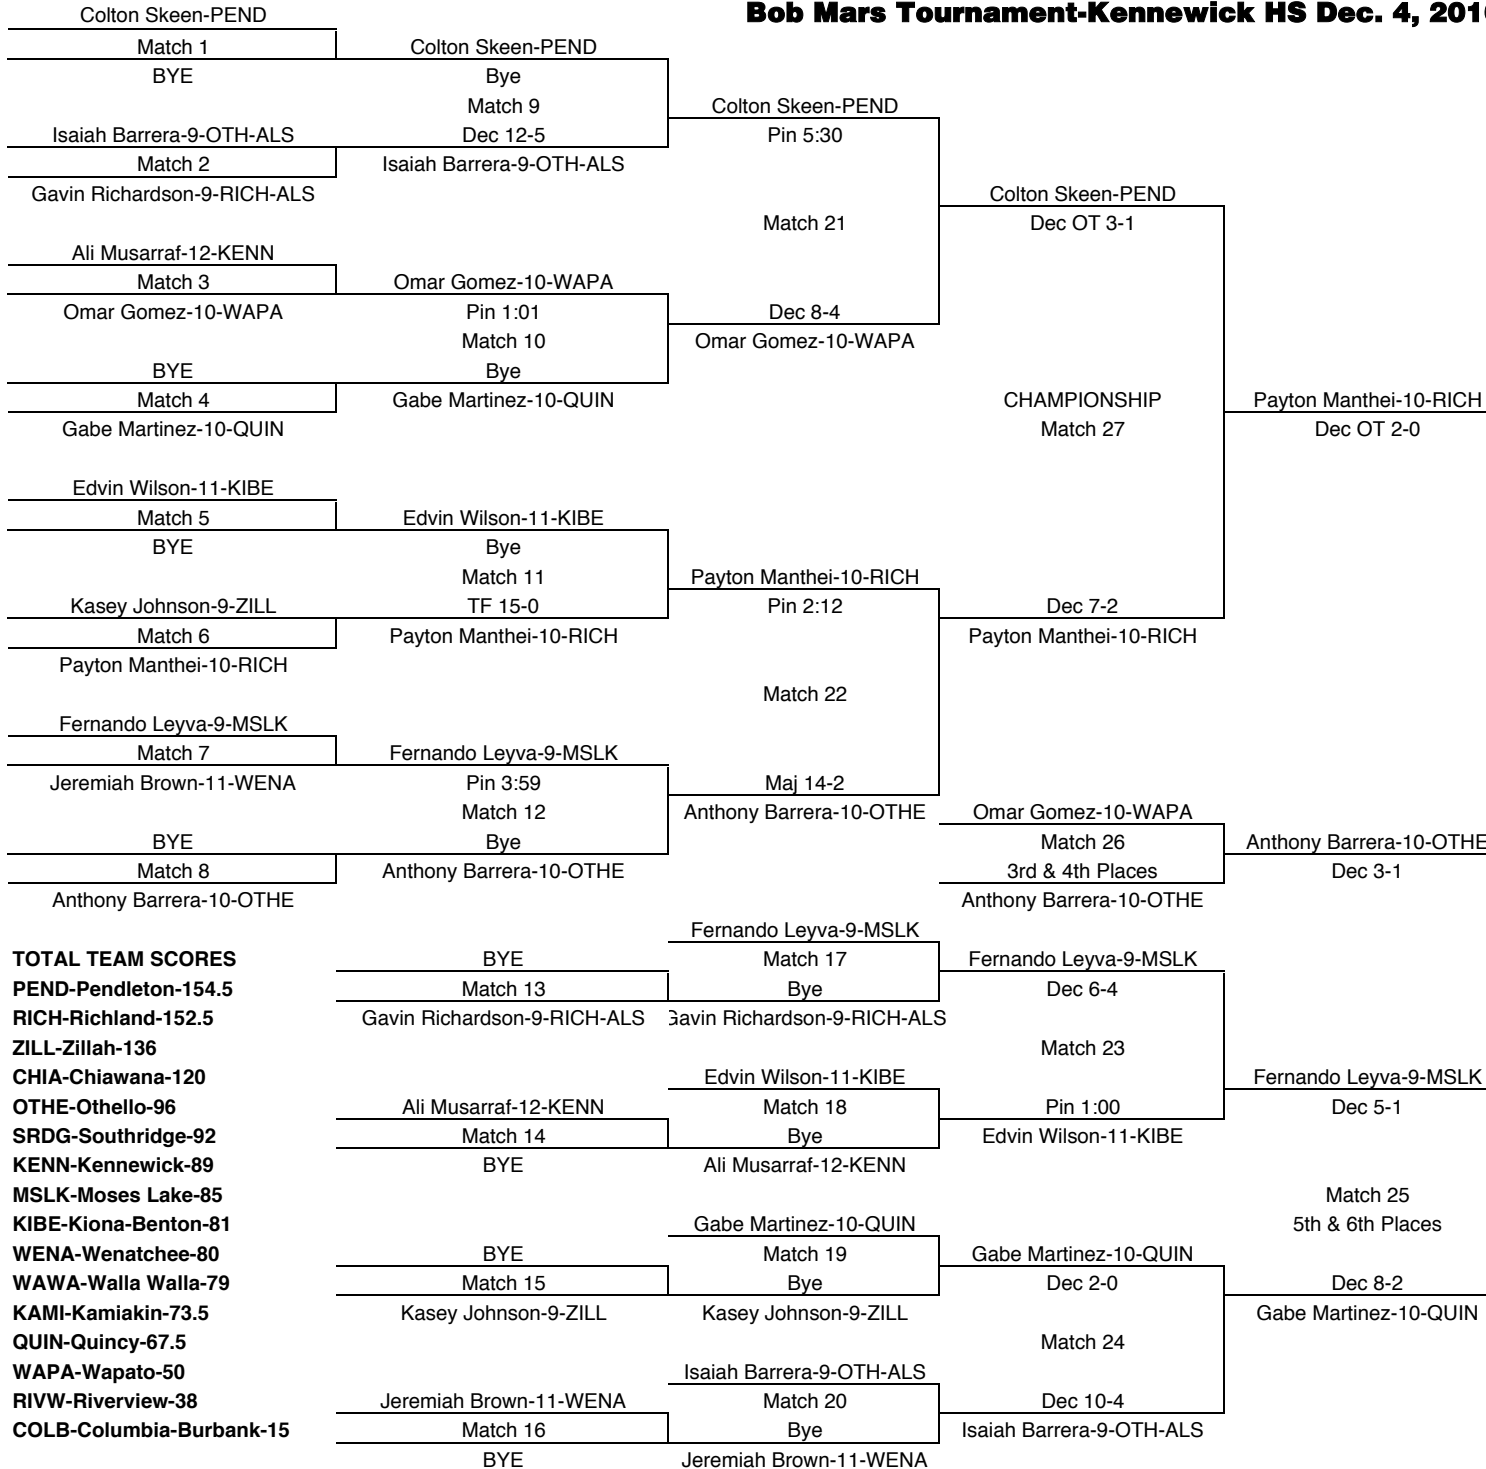 Bob Mars Tournament-Kennewick HS Dec. 4, 201
Colton Skeen-PEND
Match 1
BYE
Isaiah Barrera-9-OTH-ALS
Match 2
Gavin Richardson-9-RICH-ALS
Ali Musarraf-12-KENN
Match 3
Omar Gomez-10-WAPA
BYE
Match 4
Gabe Martinez-10-QUIN
Edvin Wilson-11-KIBE
Match 5
BYE
Kasey Johnson-9-ZILL
Match 6
Payton Manthei-10-RICH
Fernando Leyva-9-MSLK
Match 7
Jeremiah Brown-11-WENA
BYE
Match 8
Anthony Barrera-10-OTHE
Colton Skeen-PEND
Bye
Match 9
Dec 12-5
Isaiah Barrera-9-OTH-ALS
Omar Gomez-10-WAPA
Pin 1:01
Match 10
Bye
Gabe Martinez-10-QUIN
Edvin Wilson-11-KIBE
Bye
Match 11
TF 15-0
Payton Manthei-10-RICH
Fernando Leyva-9-MSLK
Pin 3:59
Match 12
Bye
Anthony Barrera-10-OTHE
Colton Skeen-PEND
Pin 5:30
Match 21
Dec 8-4
Omar Gomez-10-WAPA
Payton Manthei-10-RICH
Pin 2:12
Match 22
Maj 14-2
Anthony Barrera-10-OTHE
Colton Skeen-PEND
Dec OT 3-1
CHAMPIONSHIP
Match 27
Dec 7-2
Payton Manthei-10-RICH
Payton Manthei-10-RICH
Dec OT 2-0
Omar Gomez-10-WAPA
Match 26
3rd & 4th Places
Anthony Barrera-10-OTHE
Anthony Barrera-10-OTHE
Dec 3-1
TOTAL TEAM SCORES
PEND-Pendleton-154.5
RICH-Richland-152.5
ZILL-Zillah-136
CHIA-Chiawana-120
OTHE-Othello-96
SRDG-Southridge-92
KENN-Kennewick-89
MSLK-Moses Lake-85
KIBE-Kiona-Benton-81
WENA-Wenatchee-80
WAWA-Walla Walla-79
KAMI-Kamiakin-73.5
QUIN-Quincy-67.5
WAPA-Wapato-50
RIVW-Riverview-38
COLB-Columbia-Burbank-15
BYE
Match 13
Gavin Richardson-9-RICH-ALS
Ali Musarraf-12-KENN
Match 14
BYE
BYE
Match 15
Kasey Johnson-9-ZILL
Jeremiah Brown-11-WENA
Match 16
BYE
Fernando Leyva-9-MSLK
Match 17
Bye
Gavin Richardson-9-RICH-ALS
Edvin Wilson-11-KIBE
Match 18
Bye
Ali Musarraf-12-KENN
Gabe Martinez-10-QUIN
Match 19
Bye
Kasey Johnson-9-ZILL
Isaiah Barrera-9-OTH-ALS
Match 20
Bye
Jeremiah Brown-11-WENA
Fernando Leyva-9-MSLK
Dec 6-4
Match 23
Pin 1:00
Edvin Wilson-11-KIBE
Gabe Martinez-10-QUIN
Dec 2-0
Match 24
Dec 10-4
Isaiah Barrera-9-OTH-ALS
Fernando Leyva-9-MSLK
Dec 5-1
Match 25
5th & 6th Places
Dec 8-2
Gabe Martinez-10-QUIN